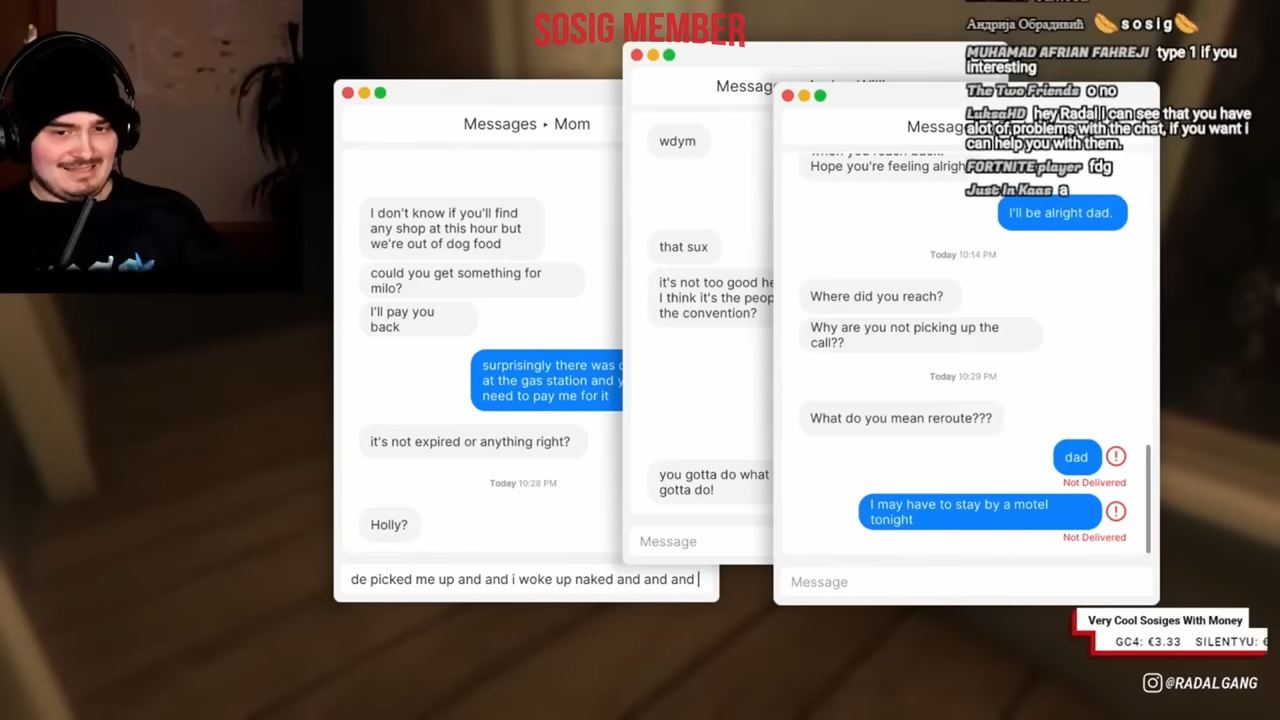 SOSIG MEMBER
Андрија Обрадивић sosig
MUHAMAD AFRIAN FAHREJI type 1 if you
interesting
The Two Friends o no
LuksaHD hey Radal i can see that you have
alot of problems with the chat, if you want I
can help you with them.
FORTNITE player fdg
Just In Kaas a
Messages ▸ Mom
I don't know if you'll find
any shop at this hour but
we're out of dog food
could you get something for
milo?
I'll pay you
back
surprisingly there was
at the gas station and
need to pay me for it
it's not expired or anything right?
Today 10:28 PM
Holly?
de picked me up and and i woke up naked and and and
wdym
that sux
it's not too good
I think it's the
the convention?
you gotta do what
gotta do!
Message
Hope you're feeling
I'll be alright dad.
Today 10:14 PM
Where did you reach?
Why are you not picking up the
call??
Today 10:29 PM
What do you mean reroute???
dad
Not Delivered
I may have to stay by a motel
tonight
Not Delivered
Message
Very Cool Sosiges With Money
GC4: €3.33 SILENTYU:
@RADALGANG